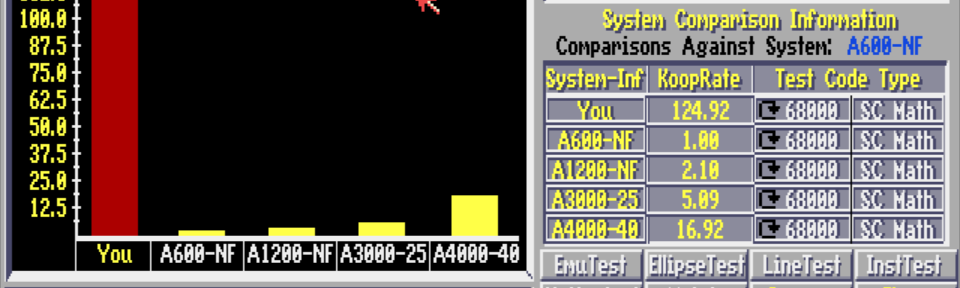 100.0
87.5
75.0
62.5
50.0
37.5
25.0
12.5
You A600-NF A1200-NF A3000-25 A4000-40
System Comparison Information
Comparisons Against System: A600-NF
System-Inf KoopRate Test Code Type
You 124.92 68000 SC Math
A600-NF 1.00 68000 SC Math
A1200-NF 2.10 68000 SC Math
A3000-25 5.09 68000 SC Math
A4000-40 16.92 68000 SC Math
EmuTest EllipseTest LineTest InstTest